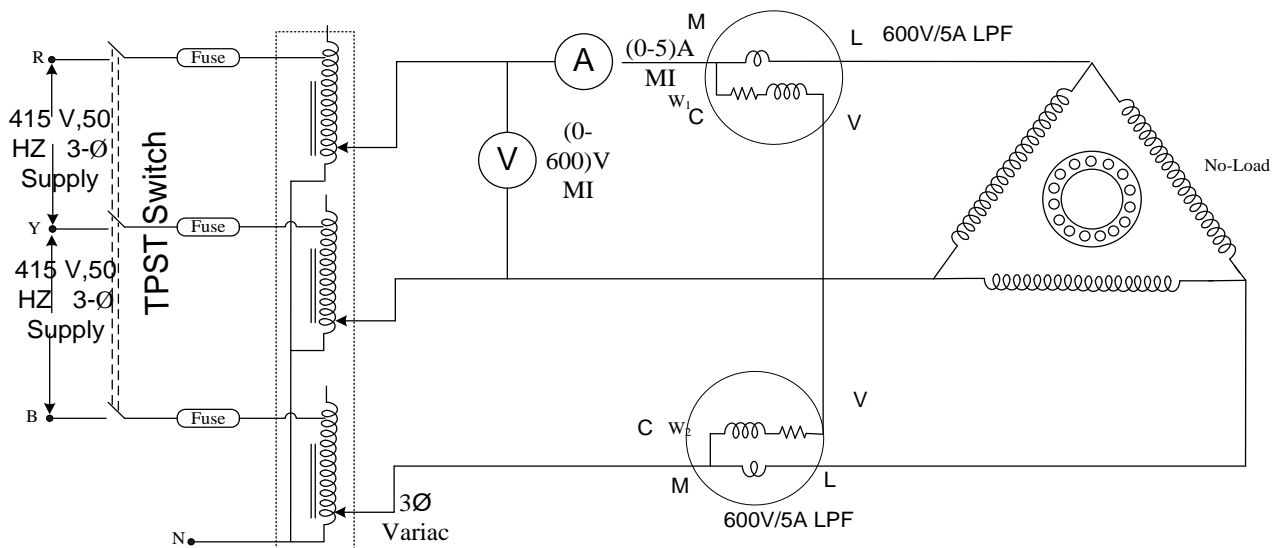 M
L
600V/5A LPF
R
Fuse
A
(0-5)A
MI
W1
C
V
415 V,50
HZ 3-Ø
Supply
TPST Switch
V
(0-
600)V
MI
No-Load
Y
Fuse
415 V,50
HZ 3-Ø
Supply
B
Fuse
V
C
W2
M
L
600V/5A LPF
3Ø
Variac
N